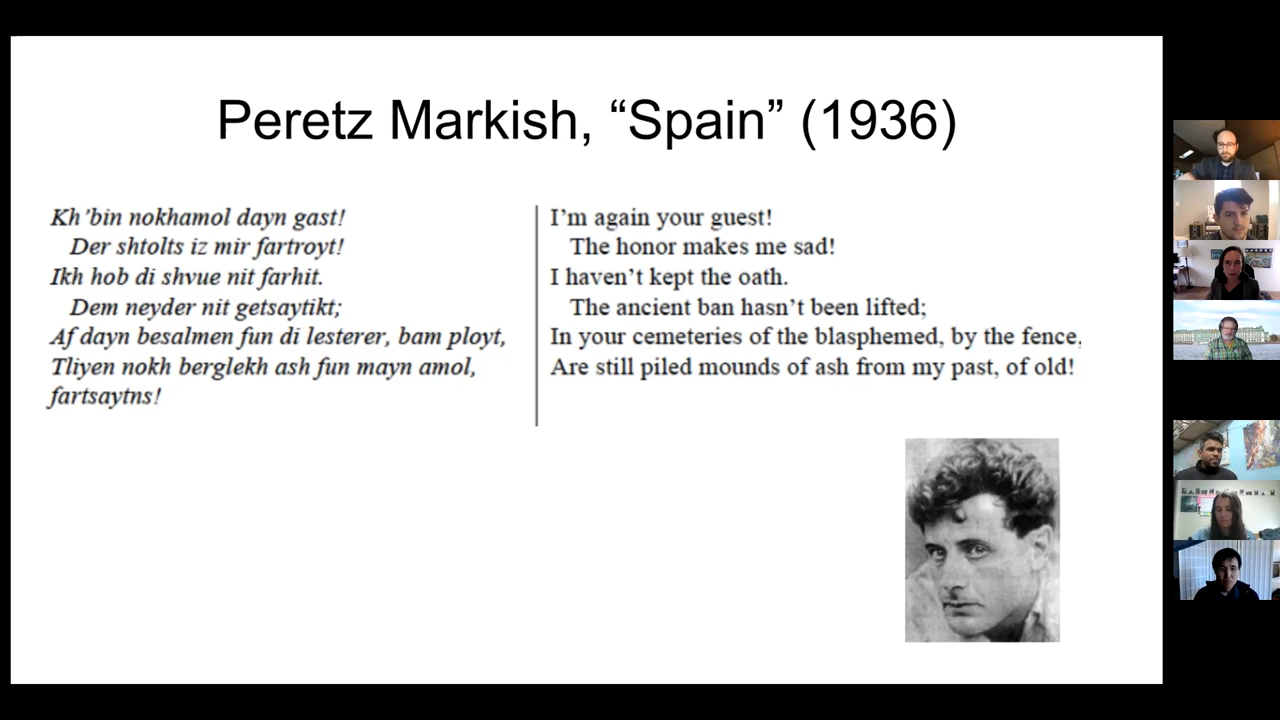 Peretz Markish, “Spain” (1936)
Kh’bin nokhamol dayn gast!
Der shtolts iz mir fartroyt!
Ikh hob di shvue nit farhit.
Dem neyder nit getsaytikt;
Af dayn besalmen fun di lesterer, bam ployt,
Tliyen nokh berglekh ash fun mayn amol,
fartsaytns!
I’m again your guest!
The honor makes me sad!
I haven’t kept the oath.
The ancient ban hasn’t been lifted;
In your cemeteries of the blasphemed, by the fence,
Are still piled mounds of ash from my past, of old!